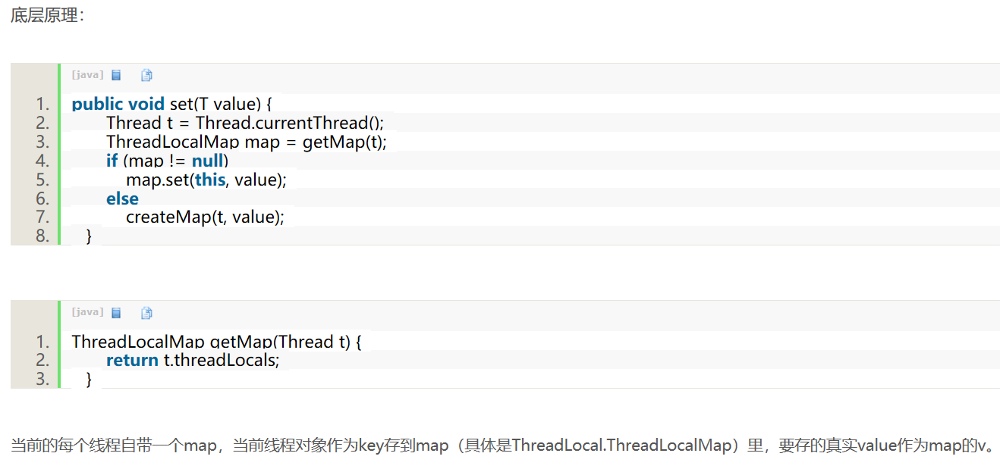 底层原理：
[java]
1. public void set(T value) {
2. Thread t = Thread.currentThread();
3. ThreadLocalMap map = getMap(t);
4. if (map != null)
5. map.set(this, value);
6. else
7. createMap(t, value);
8. }
[java]
1. ThreadLocalMap getMap(Thread t) {
2. return t.threadLocals;
3. }
当前的每个线程自带一个map，当前线程对象作为key存到map（具体是ThreadLocal.ThreadLocalMap）里，要存的真实value作为map的v。